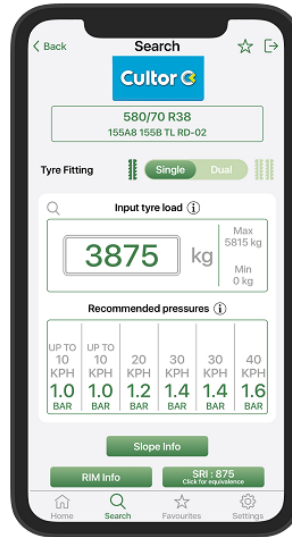 Back
Search
Cultor
580/70 R38
155A8 155B TL RD-02
Tyre Fitting
Single
Dual
Input tyre load
3875 kg
Max
5815 kg
Min
0 kg
Recommended pressures
UP TO UP TO
10 10 20 30 30 40
KPH KPH KPH KPH KPH KPH
1.0 1.0 1.2 1.4 1.4 1.6
BAR BAR BAR BAR BAR BAR
Slope Info
RIM Info
SRI : 875
Click for equivalence
Home Search Favourites Settings